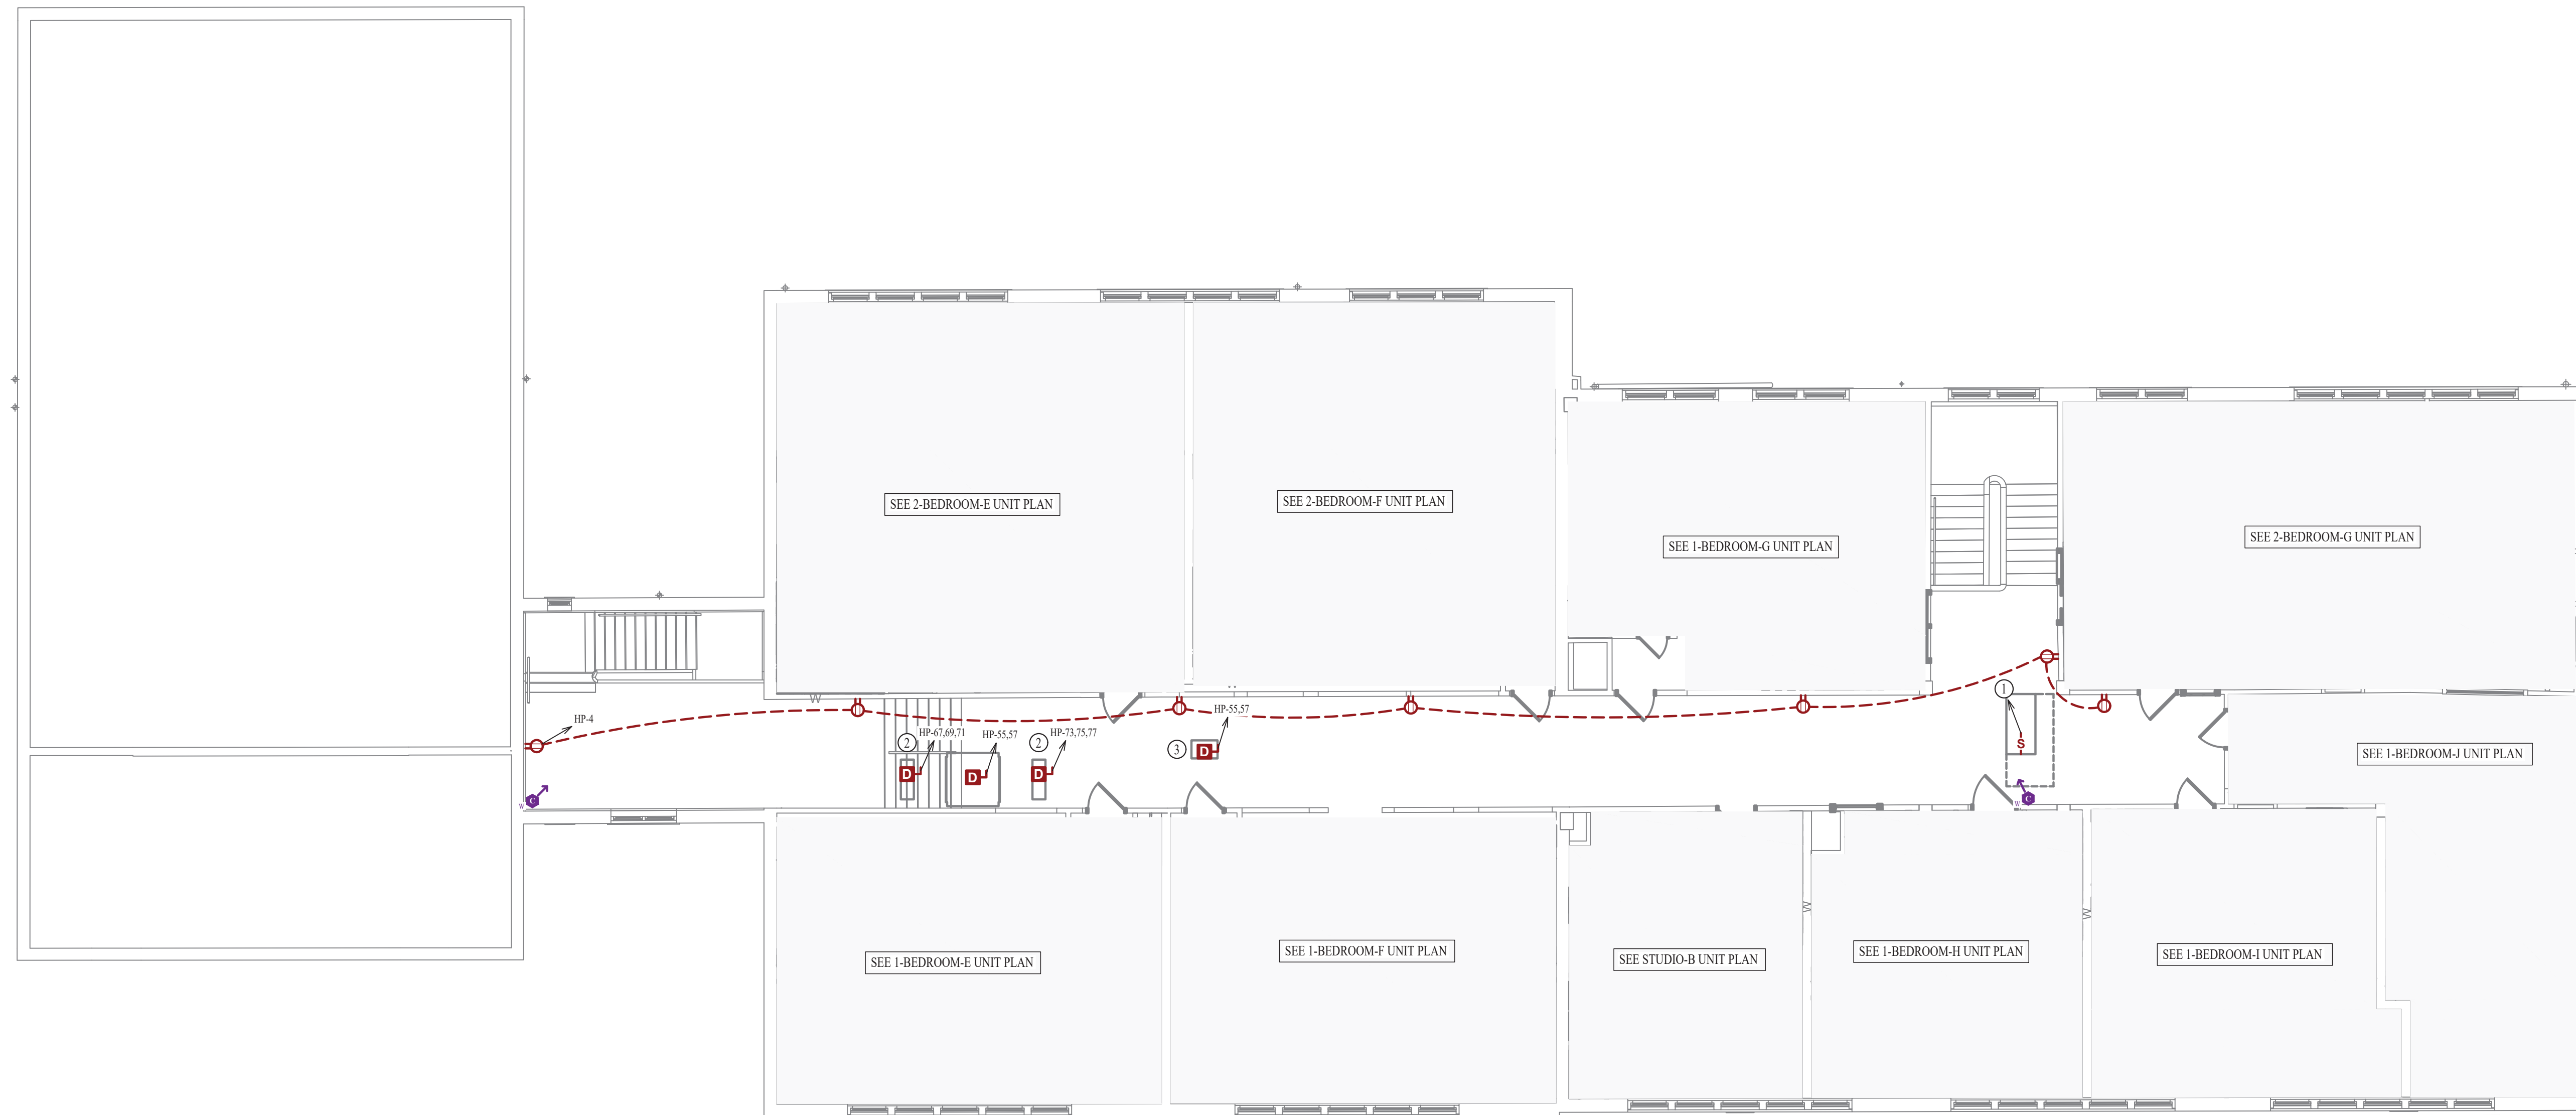 SEE 2-BEDROOM-E UNIT PLAN
SEE 2-BEDROOM-F UNIT PLAN
SEE 1-BEDROOM-G UNIT PLAN
SEE 2-BEDROOM-G UNIT PLAN
W
1
HP-4
HP-55,57
2
HP-67,69,71
HP-55,57
2
HP-73,75,77
3
D
D
D
D
S
SEE 1-BEDROOM-J UNIT PLAN
W
C
W
C
W
W
SEE 1-BEDROOM-E UNIT PLAN
SEE 1-BEDROOM-F UNIT PLAN
SEE STUDIO-B UNIT PLAN
SEE 1-BEDROOM-H UNIT PLAN
SEE 1-BEDROOM-I UNIT PLAN